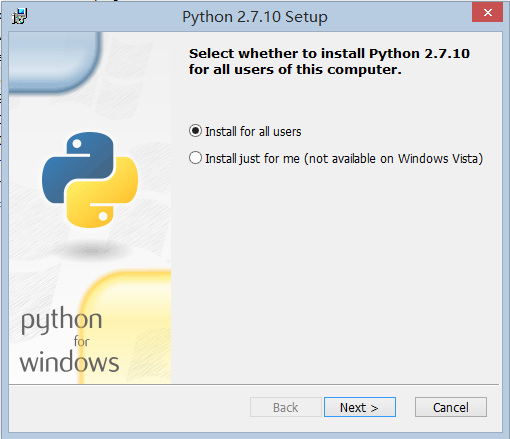 Python 2.7.10 Setup
Select whether to install Python 2.7.10
for all users of this computer.
Install for all users
Install just for me (not available on Windows Vista)
python
for
windows
Back
Next >
Cancel